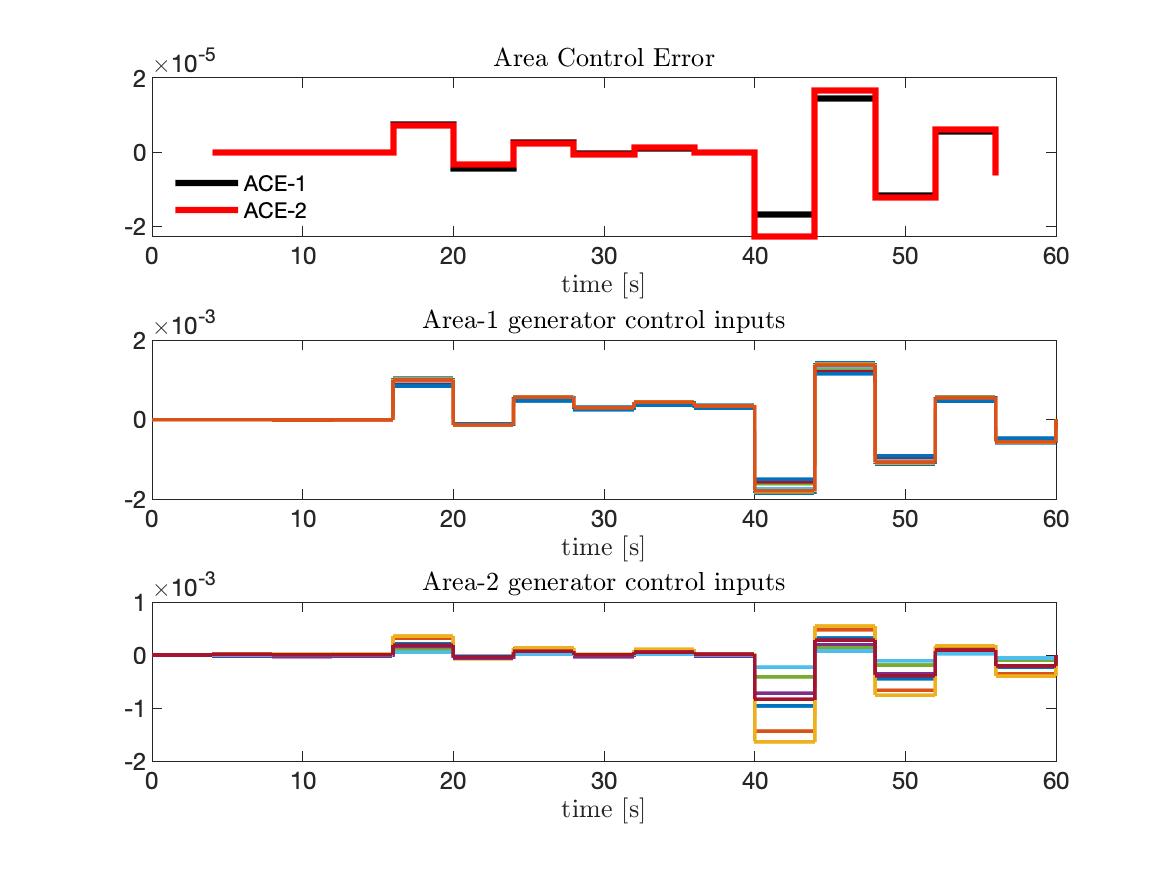 Area Control Error
×10-5
2
0
-2
ACE-1
ACE-2
0 10 20 30 40 50 60
time [s]
Area-1 generator control inputs
×10-3
2
0
-2
0 10 20 30 40 50 60
time [s]
Area-2 generator control inputs
×10-3
1
0
-1
-2
0 10 20 30 40 50 60
time [s]